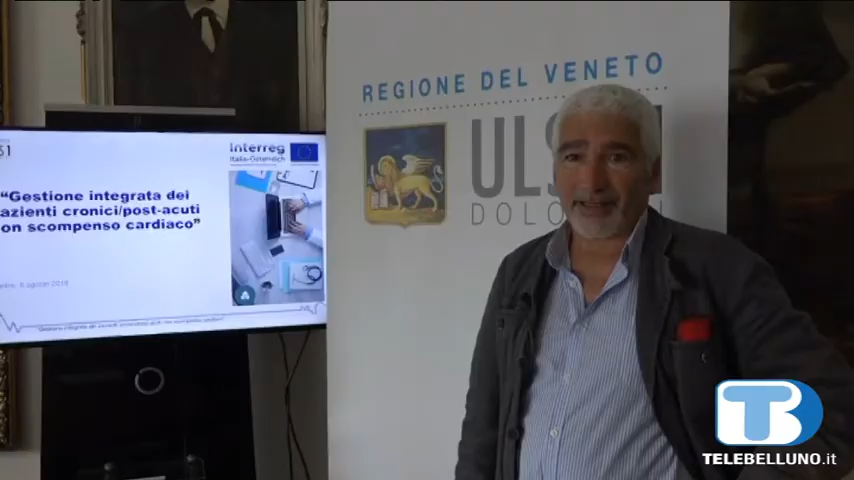 Interreg
Italia-Österreich
“Gestione integrata dei
azienti cronici/post-acuti
on scompenso cardiaco”
REGIONE DEL VENETO
ULS
DOLO I
TELEBELLUNO.it